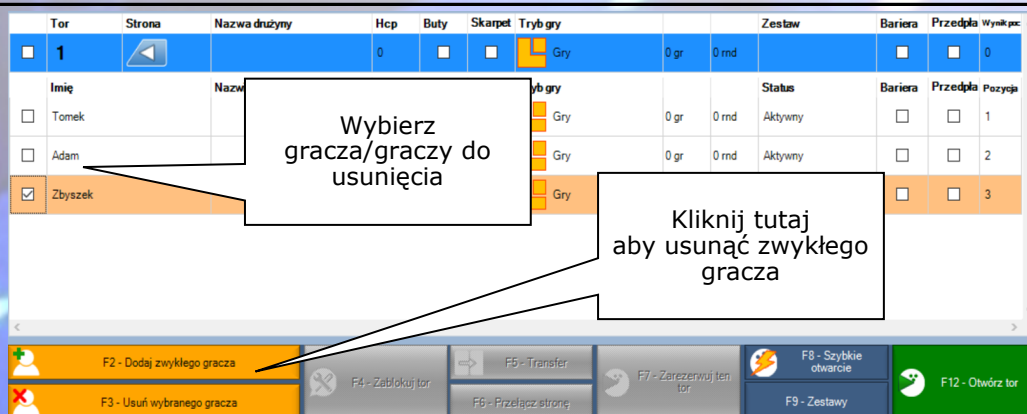 Tor Strona Nazwa drużyny Hcp Buty Skarpet Tryb gry Zestaw Bariera Przedpła Wynik poc
1 0 Gry 0 gr 0 rnd 0
Imię Nazw yb gry Status Bariera Przedpła Pozycja
Tomek Gry 0 gr 0 rnd Aktywny 1
Adam Gry 0 gr 0 rnd Aktywny 2
Zbyszek Gry 3
Wybierz
gracza/graczy do
usunięcia
Kliknij tutaj
aby usunąć zwykłego
gracza
F2 - Dodaj zwykłego gracza
F3 - Usuń wybranego gracza
F4 - Zablokuj tor
F5 - Transfer
F6 - Przełącz stronę
F7 - Zarezerwuj ten
tor
F8 - Szybkie
otwarcie
F9 - Zestawy
F12 - Otwórz tor